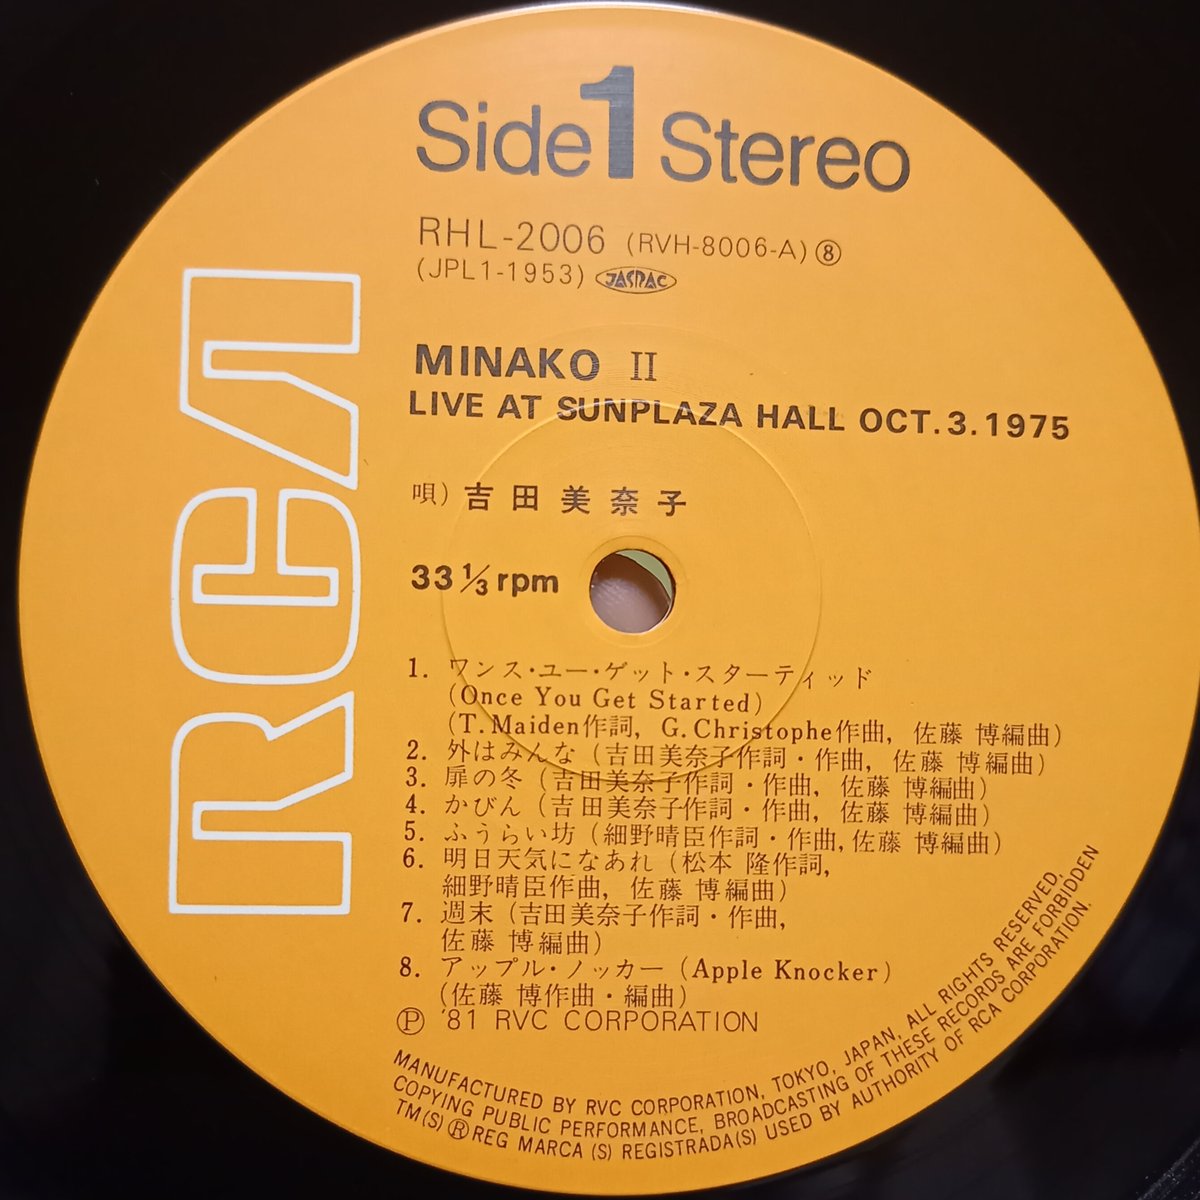 Side 1 Stereo
RHL-2006 (RVH-8006-A) ⑧
(JPL1-1953) JASRAC
RCA
MINAKO II
LIVE AT SUNPLAZA HALL OCT.3.1975
唄) 吉田美奈子
33 1/3 rpm
1. ワンス・ユー・ゲット・スターティッド
(Once You Get Started)
(T. Maiden作詞, G.Christophe作曲, 佐藤 博編曲)
2. 外はみんな (吉田美奈子作詞・作曲, 佐藤 博編曲)
3. 扉の冬 (吉田美奈子作詞・作曲, 佐藤 博編曲)
4. かびん (吉田美奈子作詞・作曲, 佐藤 博編曲)
5. ふうらい坊 (細野晴臣作詞・作曲, 佐藤 博編曲)
6. 明日天気になあれ (松本 隆作詞,
細野晴臣作曲, 佐藤 博編曲)
7. 週末 (吉田美奈子作詞・作曲,
佐藤 博編曲)
8. アップル・ノッカー (Apple Knocker)
(佐藤 博作曲・編曲)
Ⓟ '81 RVC CORPORATION
MANUFACTURED BY RVC CORPORATION, TOKYO, JAPAN, ALL RIGHTS RESERVED.
COPYING PUBLIC PERFORMANCE, BROADCASTING OF THESE RECORDS ARE FORBIDDEN
TM(S) ® REG MARCA (S) REGISTRADA(S) USED BY AUTHORITY OF RCA CORPORATION.